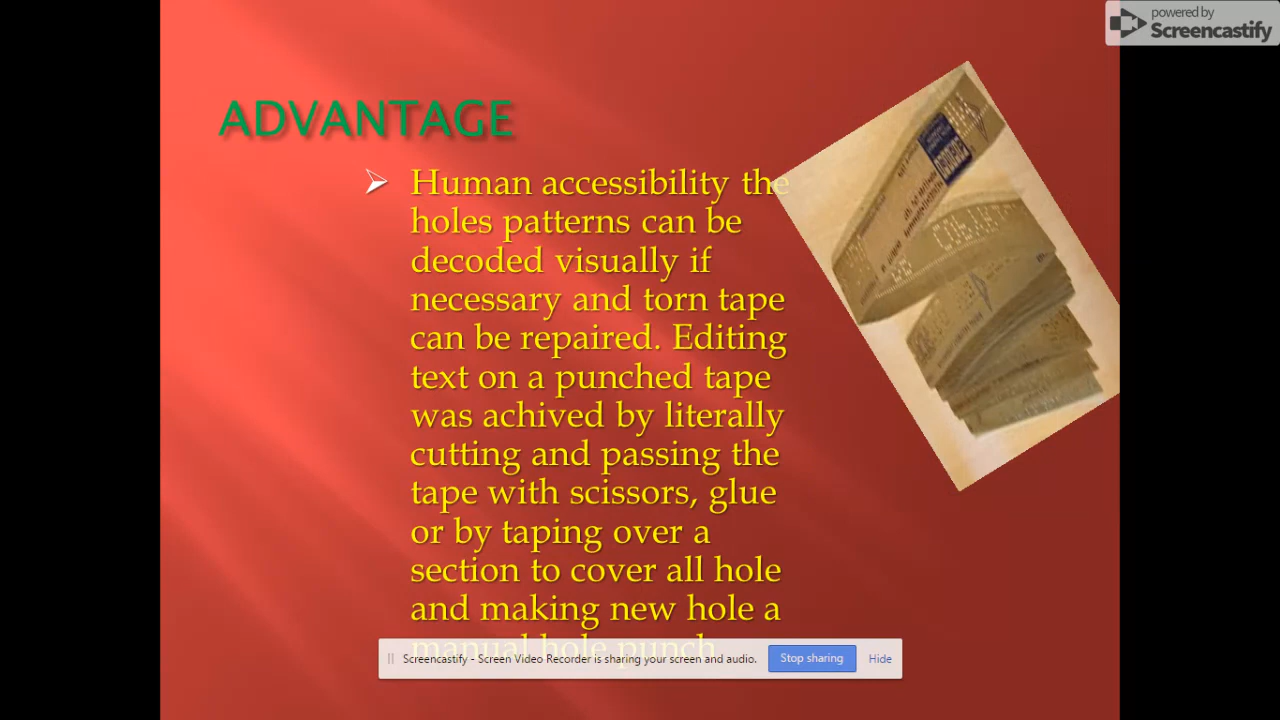 powered by
Screencastify
ADVANTAGE
Human accessibility the
holes patterns can be
decoded visually if
necessary and torn tape
can be repaired. Editing
text on a punched tape
was achived by literally
cutting and passing the
tape with scissors, glue
or by taping over a
section to cover all hole
and making new hole a
manual hole punch
Screencastify - Screen Video Recorder is sharing your screen and audio.
Stop sharing
Hide